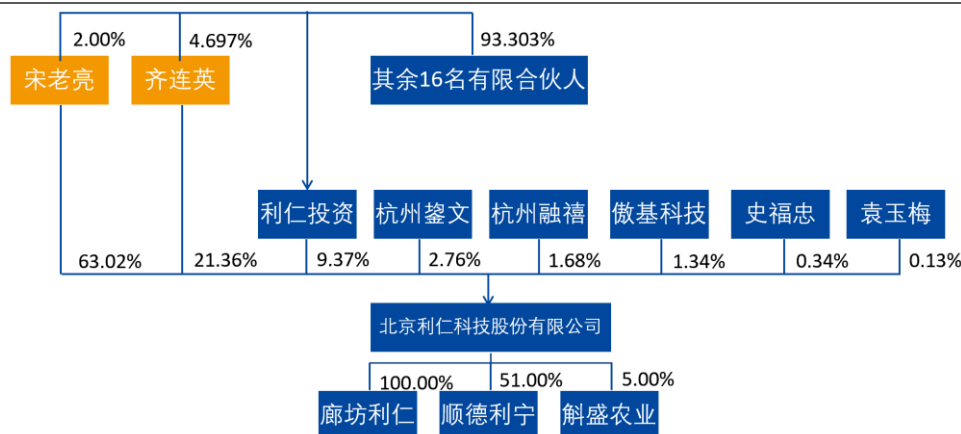 2.00%
4.697%
93.303%
宋老亮
齐连英
其余16名有限合伙人
利仁投资
杭州鋆文
杭州融禧
傲基科技
史福忠
袁玉梅
63.02%
21.36%
9.37%
2.76%
1.68%
1.34%
0.34%
0.13%
北京利仁科技股份有限公司
100.00%
51.00%
5.00%
廊坊利仁
顺德利宁
斛盛农业